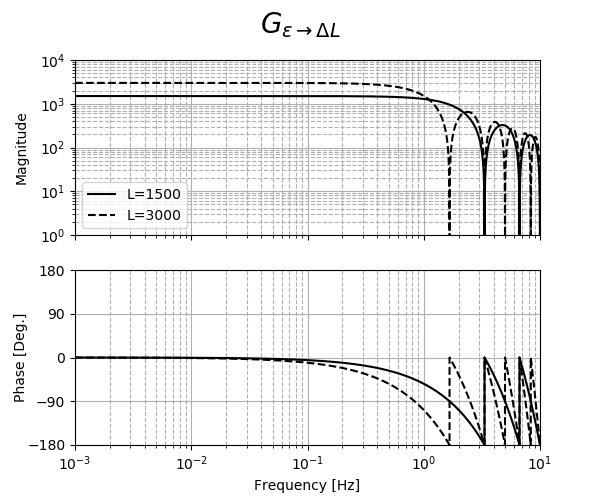 G_{ε→ΔL}
10^4
10^3
10^2
10^1
10^0
Magnitude
L=1500
L=3000
180
90
0
−90
−180
Phase [Deg.]
10^−3
10^−2
10^−1
10^0
10^1
Frequency [Hz]